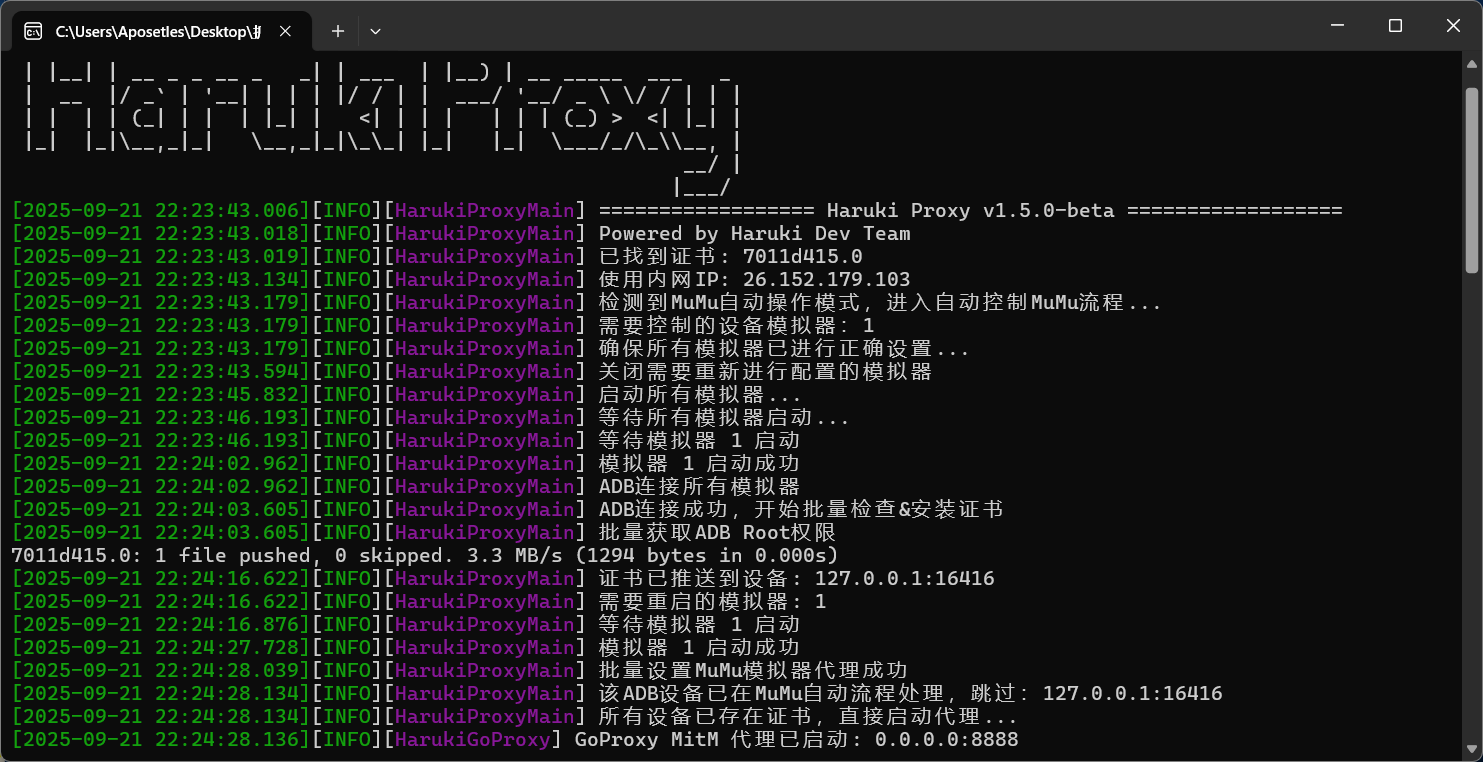 C:\Users\Aposetles\Desktop\
[2025-09-21 22:23:43.006][INFO][HarukiProxyMain] ================== Haruki Proxy v1.5.0-beta ==================
[2025-09-21 22:23:43.018][INFO][HarukiProxyMain] Powered by Haruki Dev Team
[2025-09-21 22:23:43.019][INFO][HarukiProxyMain] 已找到证书: 7011d415.0
[2025-09-21 22:23:43.134][INFO][HarukiProxyMain] 使用内网IP: 26.152.179.103
[2025-09-21 22:23:43.179][INFO][HarukiProxyMain] 检测到MuMu自动操作模式，进入自动控制MuMu流程...
[2025-09-21 22:23:43.179][INFO][HarukiProxyMain] 需要控制的设备模拟器: 1
[2025-09-21 22:23:43.179][INFO][HarukiProxyMain] 确保所有模拟器已进行正确设置...
[2025-09-21 22:23:43.594][INFO][HarukiProxyMain] 关闭需要重新进行配置的模拟器
[2025-09-21 22:23:45.832][INFO][HarukiProxyMain] 启动所有模拟器...
[2025-09-21 22:23:46.193][INFO][HarukiProxyMain] 等待所有模拟器启动...
[2025-09-21 22:23:46.193][INFO][HarukiProxyMain] 等待模拟器 1 启动
[2025-09-21 22:24:02.962][INFO][HarukiProxyMain] 模拟器 1 启动成功
[2025-09-21 22:24:02.962][INFO][HarukiProxyMain] ADB连接所有模拟器
[2025-09-21 22:24:03.605][INFO][HarukiProxyMain] ADB连接成功，开始批量检查&安装证书
[2025-09-21 22:24:03.605][INFO][HarukiProxyMain] 批量获取ADB Root权限
7011d415.0: 1 file pushed, 0 skipped. 3.3 MB/s (1294 bytes in 0.000s)
[2025-09-21 22:24:16.622][INFO][HarukiProxyMain] 证书已推送到设备: 127.0.0.1:16416
[2025-09-21 22:24:16.622][INFO][HarukiProxyMain] 需要重启的模拟器: 1
[2025-09-21 22:24:16.876][INFO][HarukiProxyMain] 等待模拟器 1 启动
[2025-09-21 22:24:27.728][INFO][HarukiProxyMain] 模拟器 1 启动成功
[2025-09-21 22:24:28.039][INFO][HarukiProxyMain] 批量设置MuMu模拟器代理成功
[2025-09-21 22:24:28.134][INFO][HarukiProxyMain] 该ADB设备已在MuMu自动流程处理，跳过: 127.0.0.1:16416
[2025-09-21 22:24:28.134][INFO][HarukiProxyMain] 所有设备已存在证书，直接启动代理...
[2025-09-21 22:24:28.136][INFO][HarukiGoProxy] GoProxy MitM 代理已启动: 0.0.0.0:8888